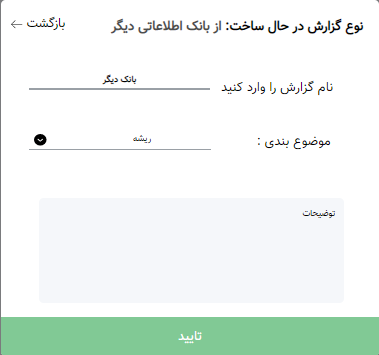 نوع گزارش در حال ساخت: از بانک اطلاعاتی دیگر
بازگشت
نام گزارش را وارد کنید
بانک دیگر
موضوع بندی :
ریشه
توضیحات
تایید